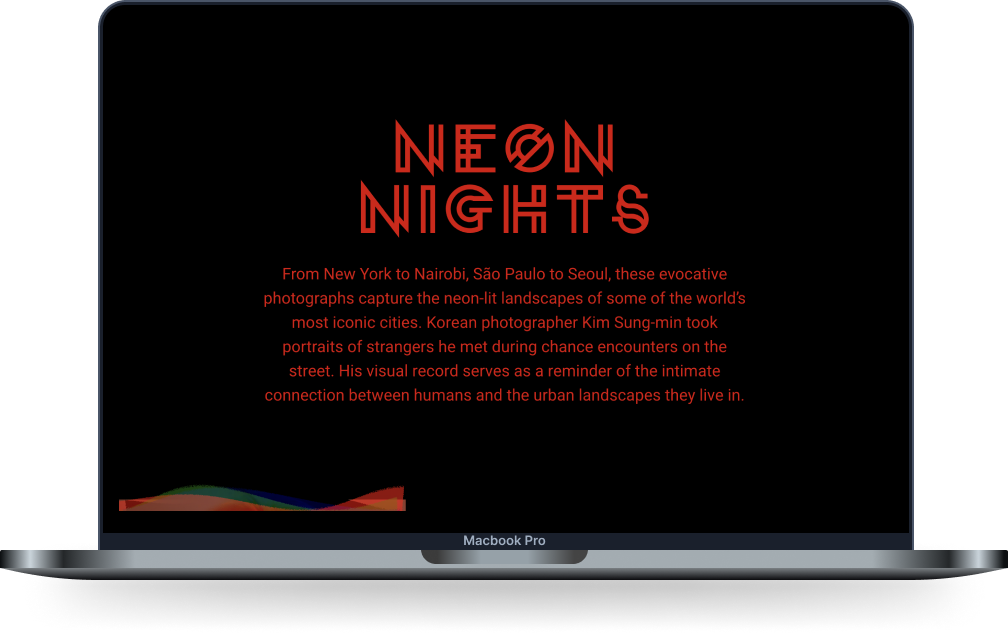 NEON
NIGHTS
From New York to Nairobi, São Paulo to Seoul, these evocative
photographs capture the neon-lit landscapes of some of the world’s
most iconic cities. Korean photographer Kim Sung-min took
portraits of strangers he met during chance encounters on the
street. His visual record serves as a reminder of the intimate
connection between humans and the urban landscapes they live in.
Macbook Pro